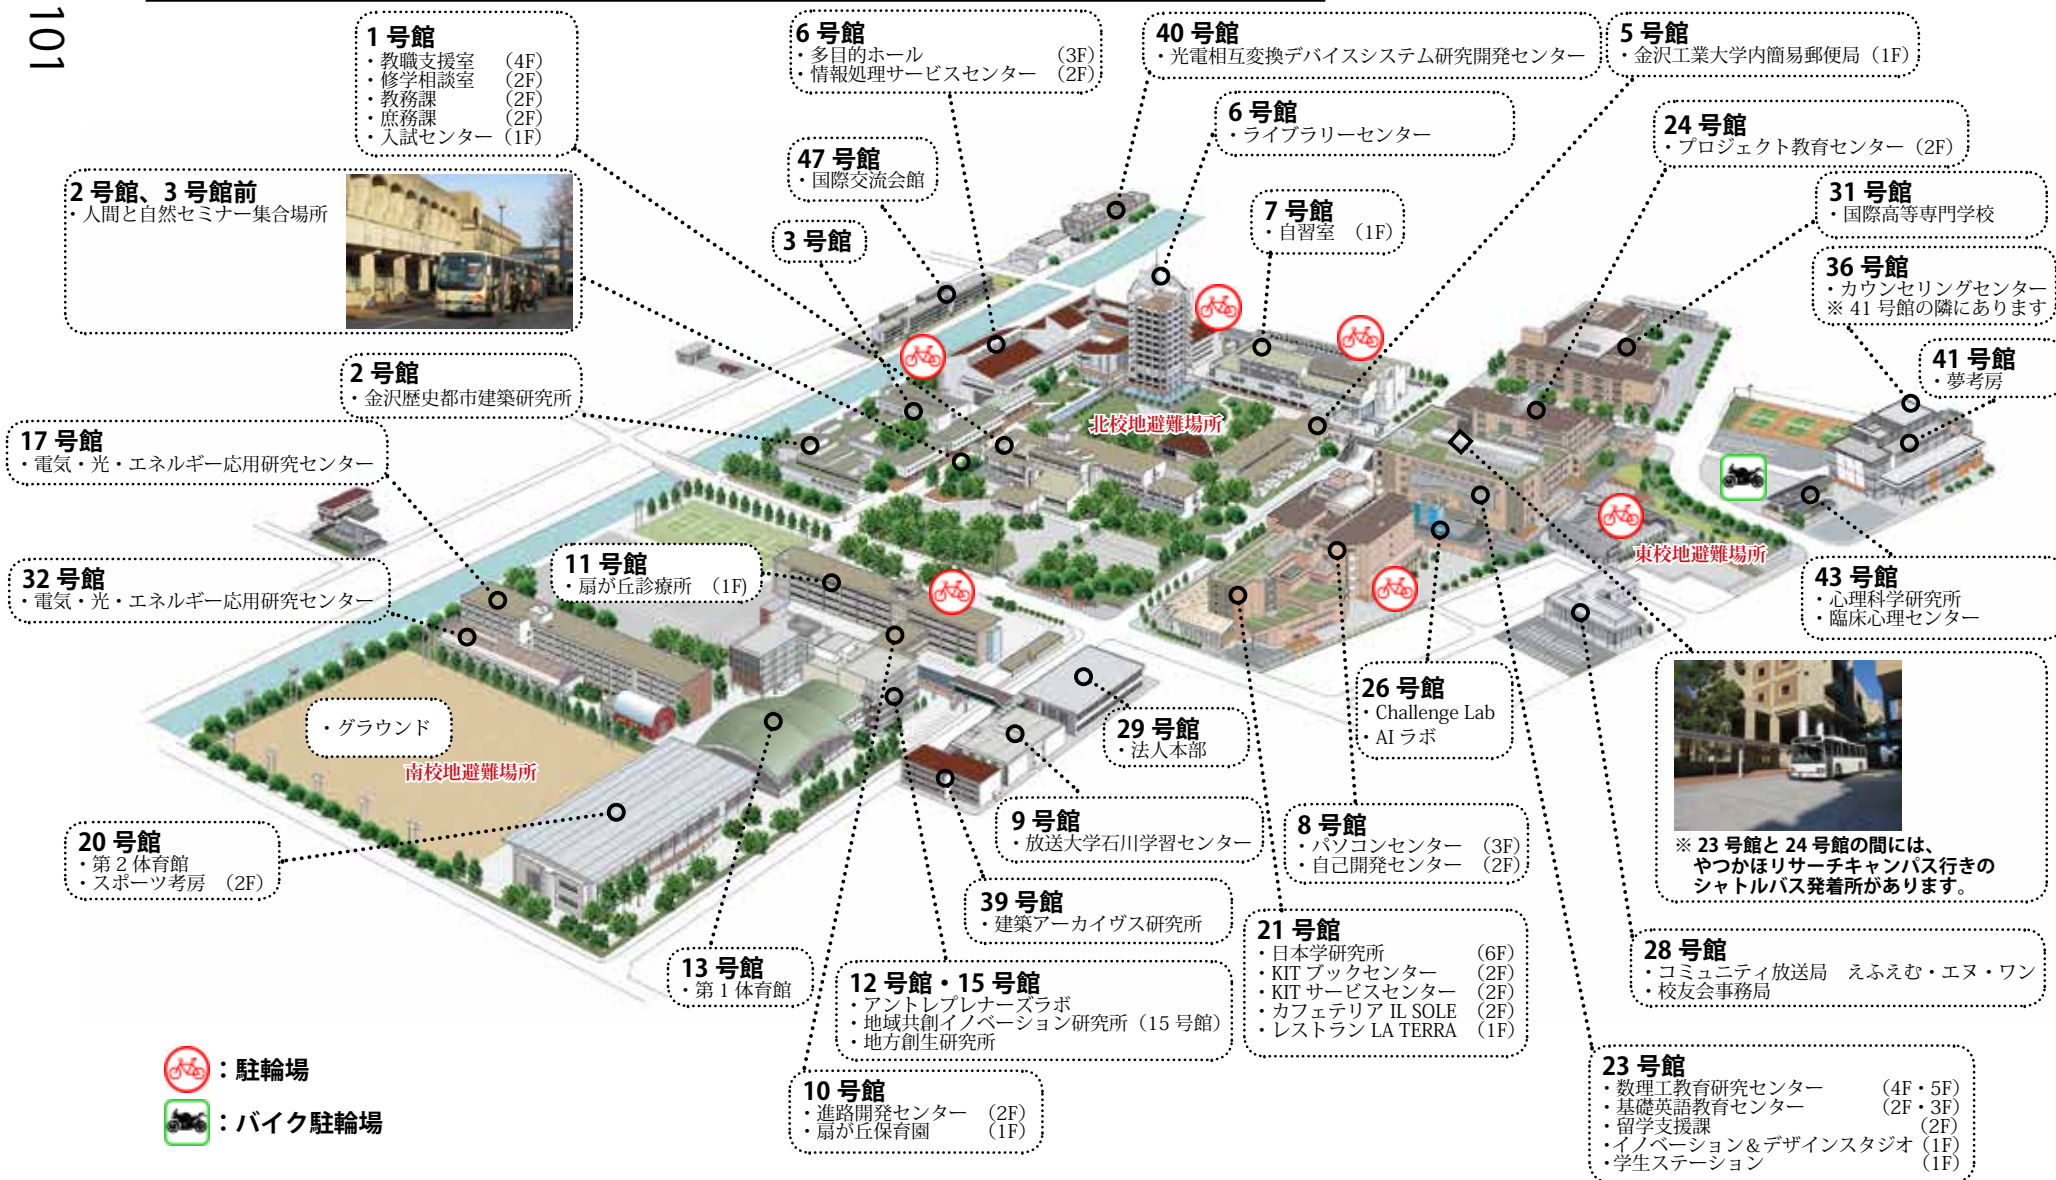 101
1 号館
・教職支援室 (4F)
・修学相談室 (2F)
・教務課 (2F)
・庶務課 (2F)
・入試センター (1F)
6 号館
・多目的ホール (3F)
・情報処理サービスセンター (2F)
40 号館
・光電相互変換デバイスシステム研究開発センター
5 号館
・金沢工業大学内簡易郵便局 (1F)
6 号館
・ライブラリーセンター
24 号館
・プロジェクト教育センター (2F)
47 号館
・国際交流会館
2 号館、3 号館前
・人間と自然セミナー集合場所
3 号館
7 号館
・自習室 (1F)
31 号館
・国際高等専門学校
36 号館
・カウンセリングセンター
※ 41 号館の隣にあります
41 号館
・夢考房
2 号館
・金沢歴史都市建築研究所
北校地避難場所
17 号館
・電気・光・エネルギー応用研究センター
11 号館
・扇が丘診療所 (1F)
東校地避難場所
32 号館
・電気・光・エネルギー応用研究センター
43 号館
・心理科学研究所
・臨床心理センター
・グラウンド
南校地避難場所
29 号館
・法人本部
26 号館
・Challenge Lab
・AI ラボ
※ 23 号館と 24 号館の間には、
やつかほリサーチキャンパス行きの
シャトルバス発着所があります。
20 号館
・第 2 体育館
・スポーツ考房 (2F)
9 号館
・放送大学石川学習センター
8 号館
・パソコンセンター (3F)
・自己開発センター (2F)
39 号館
・建築アーカイヴス研究所
21 号館
・日本学研究所 (6F)
・KIT ブックセンター (2F)
・KIT サービスセンター (2F)
・カフェテリア IL SOLE (2F)
・レストラン LA TERRA (1F)
28 号館
・コミュニティ放送局 えふえむ・エヌ・ワン
・校友会事務局
13 号館
・第 1 体育館
12 号館・15 号館
・アントレプレナーズラボ
・地域共創イノベーション研究所 (15 号館)
・地方創生研究所
10 号館
・進路開発センター (2F)
・扇が丘保育園 (1F)
23 号館
・数理工教育研究センター (4F・5F)
・基礎英語教育センター (2F・3F)
・留学支援課 (2F)
・イノベーション＆デザインスタジオ (1F)
・学生ステーション (1F)
：駐輪場
：バイク駐輪場